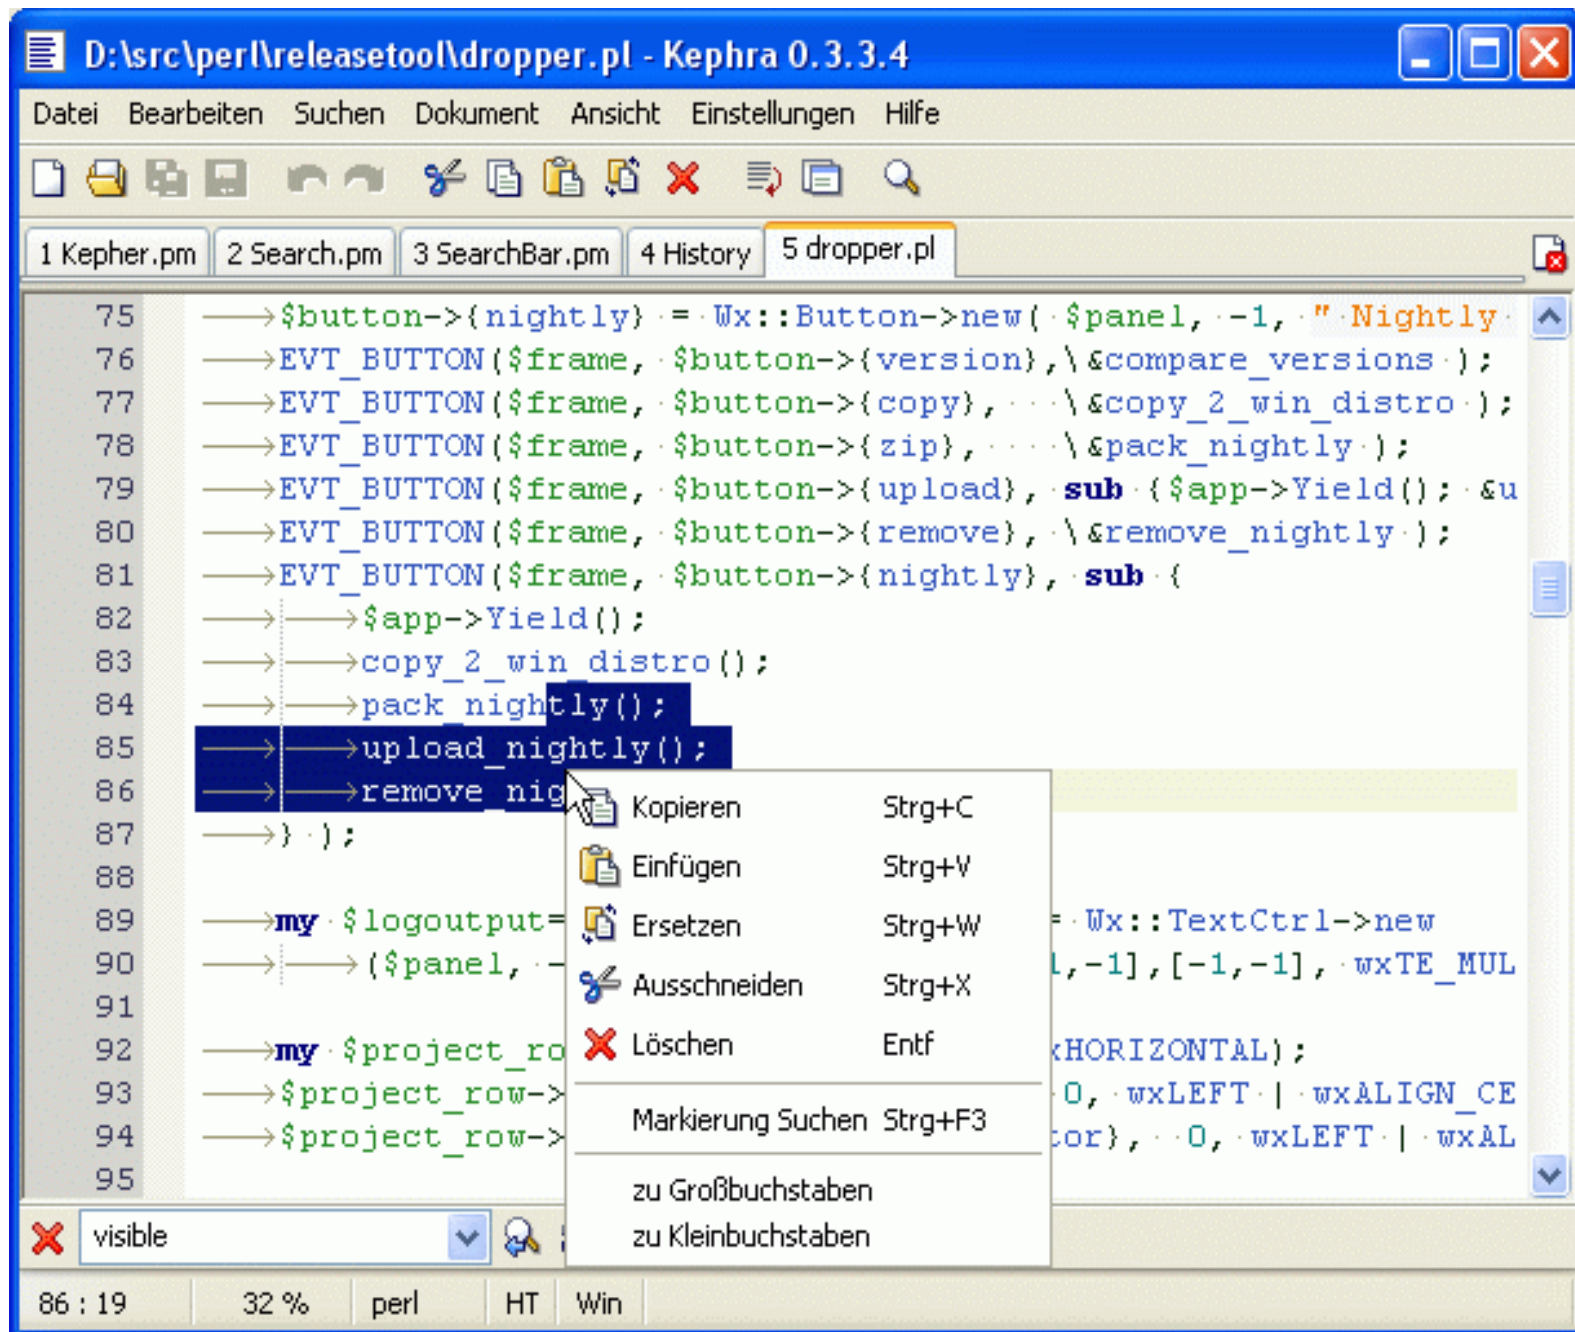 D:\src\perl\releasetool\dropper.pl - Kephra 0.3.3.4
Datei Bearbeiten Suchen Dokument Ansicht Einstellungen Hilfe
1 Kepher.pm 2 Search.pm 3 SearchBar.pm 4 History 5 dropper.pl
75 $button->{nightly} = Wx::Button->new( $panel, -1, " Nightly
76 EVT_BUTTON($frame, $button->{version},\&compare_versions );
77 EVT_BUTTON($frame, $button->{copy}, \&copy_2_win_distro );
78 EVT_BUTTON($frame, $button->{zip}, \&pack_nightly );
79 EVT_BUTTON($frame, $button->{upload}, sub {$app->Yield(); &u
80 EVT_BUTTON($frame, $button->{remove}, \&remove_nightly );
81 EVT_BUTTON($frame, $button->{nightly}, sub {
82 $app->Yield();
83 copy_2_win_distro();
84 pack_nightly();
85 upload_nightly();
86 remove_nig
87 } );
88
89 my $logoutput= = Wx::TextCtrl->new
90 ($panel, - 1,-1],[-1,-1], wxTE_MUL
91
92 my $project_ro xHORIZONTAL);
93 $project_row-> 0, wxLEFT | wxALIGN_CE
94 $project_row-> tor}, 0, wxLEFT | wxAL
95
Kopieren Strg+C
Einfügen Strg+V
Ersetzen Strg+W
Ausschneiden Strg+X
Löschen Entf
Markierung Suchen Strg+F3
zu Großbuchstaben
zu Kleinbuchstaben
visible
86 : 19 32 % perl HT Win